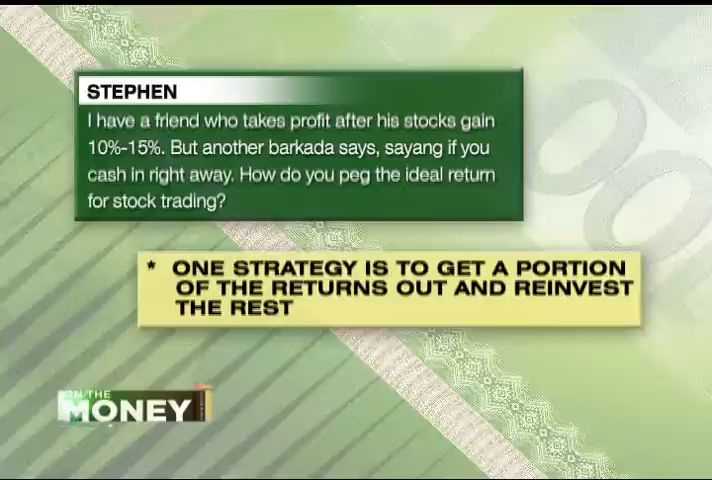 STEPHEN
I have a friend who takes profit after his stocks gain
10%-15%. But another barkada says, sayang if you
cash in right away. How do you peg the ideal return
for stock trading?
* ONE STRATEGY IS TO GET A PORTION
OF THE RETURNS OUT AND REINVEST
THE REST
ON THE
MONEY